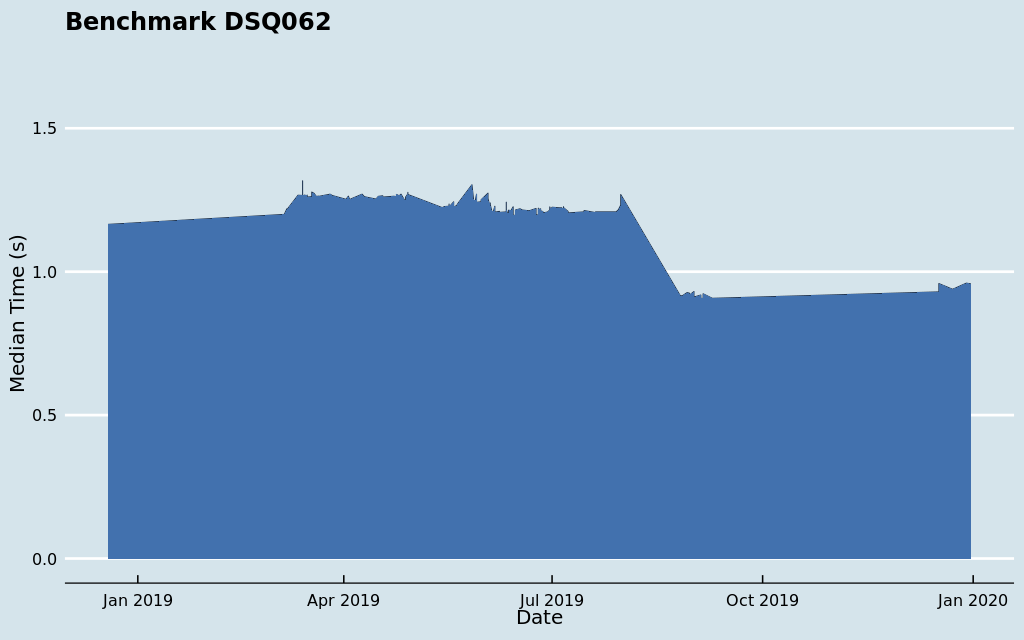 Benchmark DSQ062
1.5
1.0
0.5
0.0
Median Time (s)
Jan 2019
Apr 2019
Jul 2019
Oct 2019
Jan 2020
Date